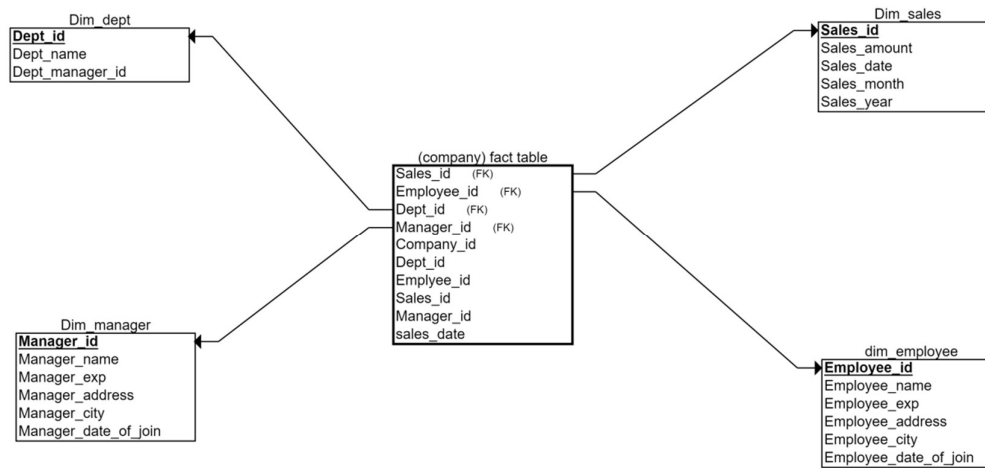 Dim_dept
Dept_id
Dept_name
Dept_manager_id
Dim_sales
Sales_id
Sales_amount
Sales_date
Sales_month
Sales_year
(company) fact table
Sales_id (FK)
Employee_id (FK)
Dept_id (FK)
Manager_id (FK)
Company_id
Dept_id
Emplyee_id
Sales_id
Manager_id
sales_date
Dim_manager
Manager_id
Manager_name
Manager_exp
Manager_address
Manager_city
Manager_date_of_join
dim_employee
Employee_id
Employee_name
Employee_exp
Employee_address
Employee_city
Employee_date_of_join